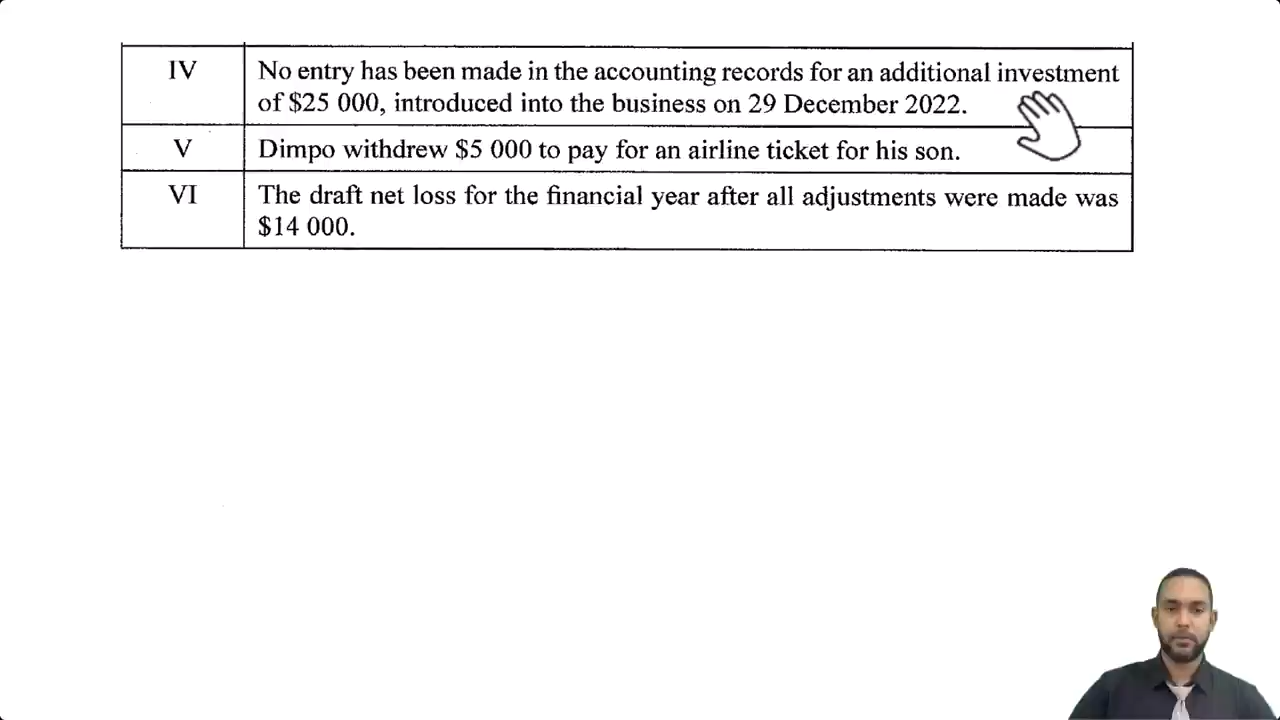 IV
No entry has been made in the accounting records for an additional investment
of $25 000, introduced into the business on 29 December 2022.
V
Dimpo withdrew $5 000 to pay for an airline ticket for his son.
VI
The draft net loss for the financial year after all adjustments were made was
$14 000.